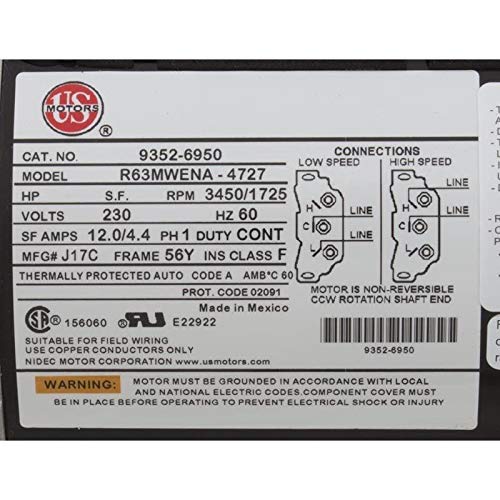 US
MOTORS
®
CAT. NO. 9352-6950
MODEL R63MWENA - 4727
HP S.F. RPM 3450/1725
VOLTS 230 HZ 60
SF AMPS 12.0/4.4 PH 1 DUTY CONT
MFG# J17C FRAME 56Y INS CLASS F
THERMALLY PROTECTED AUTO CODE A AMB°C 60
PROT. CODE 02091
Made in Mexico
156060 E22922
SUITABLE FOR FIELD WIRING
USE COPPER CONDUCTORS ONLY
NIDEC MOTOR CORPORATION www.usmotors.com
CONNECTIONS
LOW SPEED HIGH SPEED
H LINE H LINE
C C
L LINE L LINE
MOTOR IS NON-REVERSIBLE
CCW ROTATION SHAFT END
9352-6950
WARNING: MOTOR MUST BE GROUNDED IN ACCORDANCE WITH LOCAL
AND NATIONAL ELECTRIC CODES.COMPONENT COVER MUST
BE IN PLACE BEFORE OPERATING TO PREVENT ELECTRICAL SHOCK OR INJURY